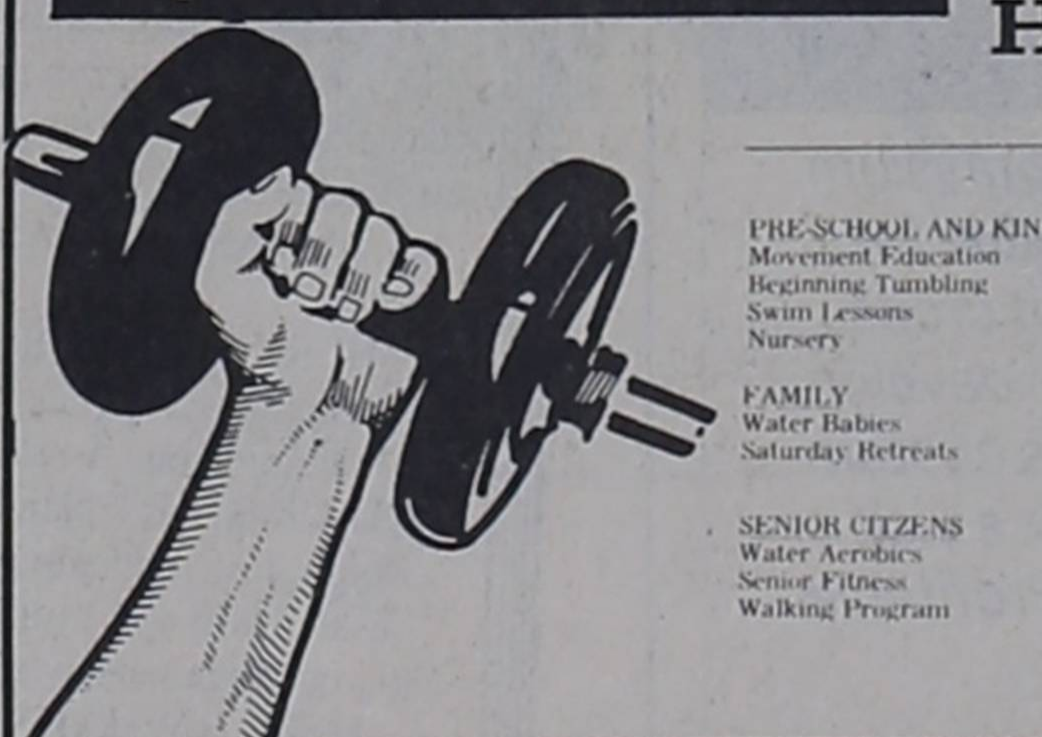 H
PRE-SCHOOL AND KIN
Movement Education
Beginning Tumbling
Swim Lessons
Nursery
FAMILY
Water Babies
Saturday Retreats
SENIOR CITZENS
Water Aerobics
Senior Fitness
Walking Program